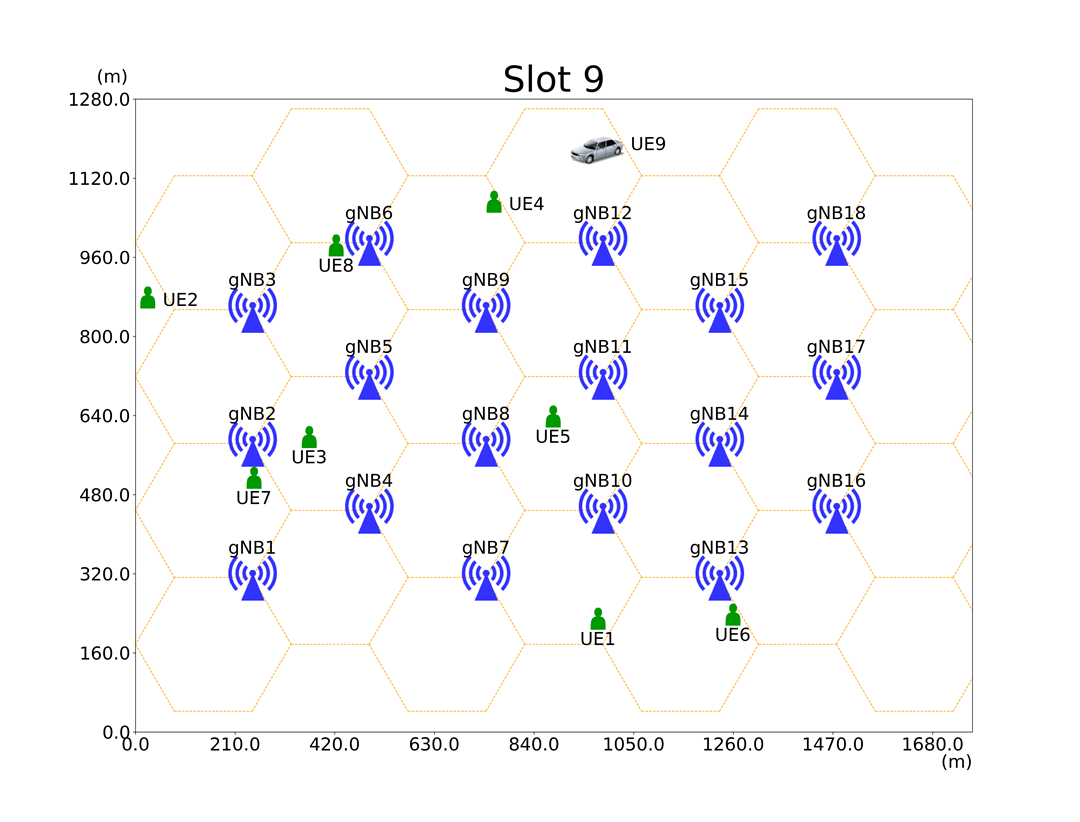 Slot 9
(m)
1280.0
1120.0
960.0
800.0
640.0
480.0
320.0
160.0
0.0
UE9
UE4
gNB6
gNB12
gNB18
UE8
gNB3
gNB9
gNB15
UE2
gNB5
gNB11
gNB17
gNB2
gNB8
gNB14
UE5
UE3
gNB4
gNB10
gNB16
UE7
gNB1
gNB7
gNB13
UE1
UE6
0.0 210.0 420.0 630.0 840.0 1050.0 1260.0 1470.0 1680.0
(m)